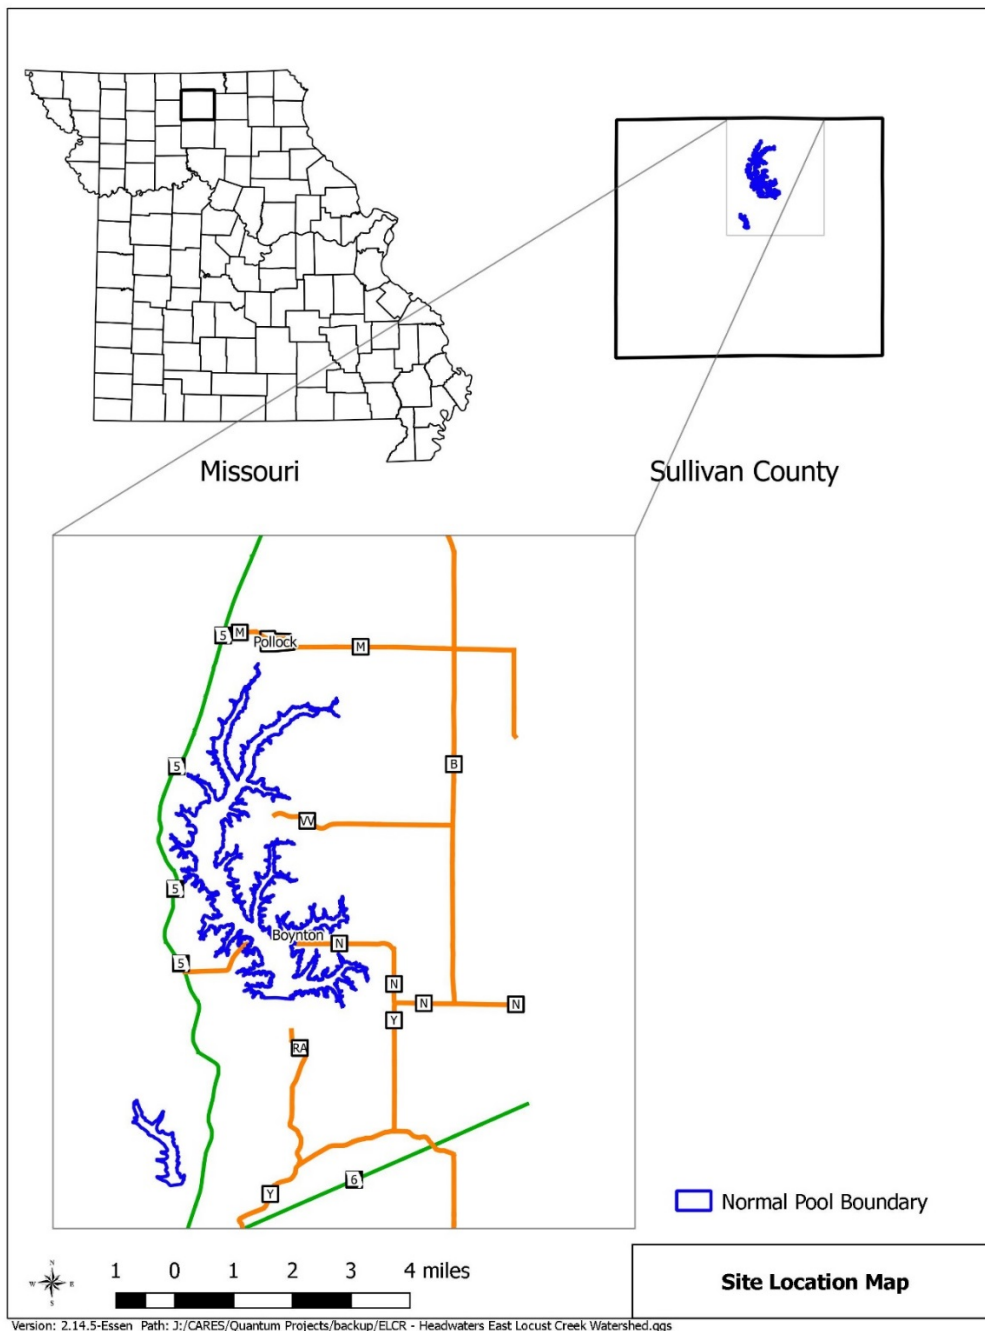 Missouri
Sullivan County
5
M
Pollock
M
5
B
VV
5
Boynton
N
5
N
N
N
Y
RA
6
Y
Normal Pool Boundary
N
W
E
S
1 0 1 2 3 4 miles
Site Location Map
Version: 2.14.5-Essen Path: J:/CARES/Quantum Projects/backup/ELCR - Headwaters East Locust Creek Watershed.qgs